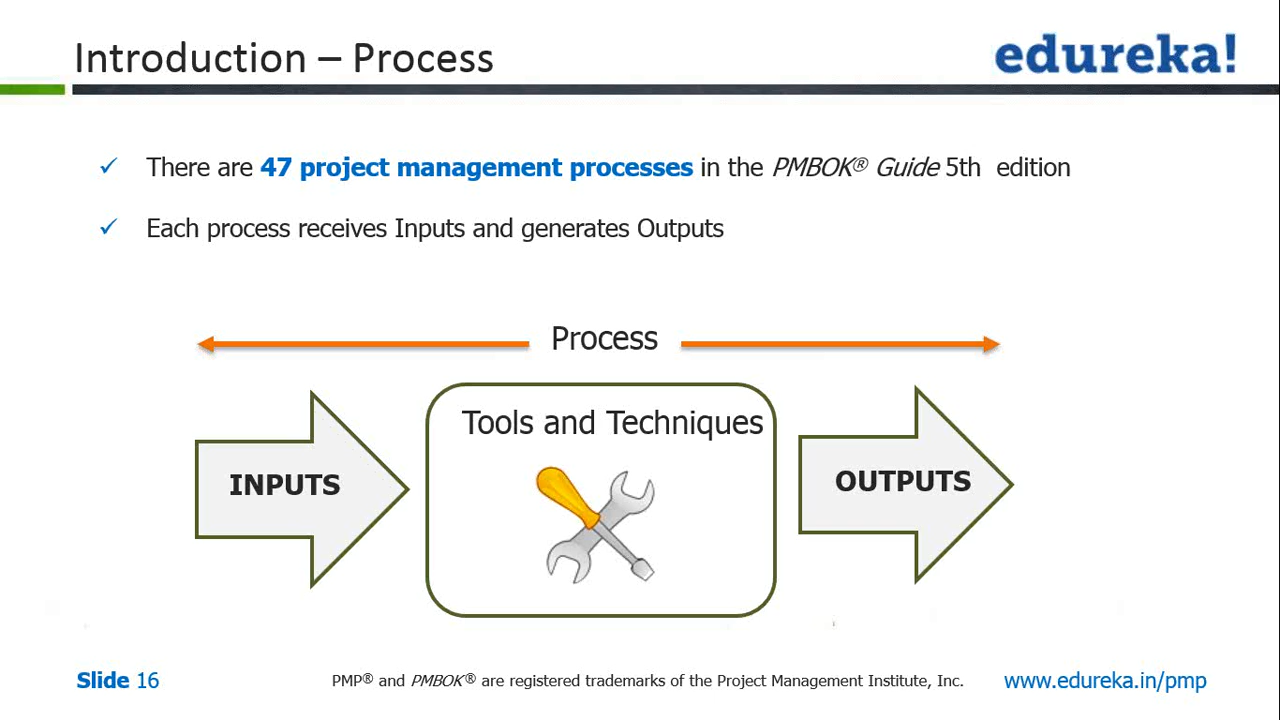 Introduction – Process
edureka!
✓ There are 47 project management processes in the PMBOK® Guide 5th edition
✓ Each process receives Inputs and generates Outputs
Process
Tools and Techniques
INPUTS
OUTPUTS
Slide 16
PMP® and PMBOK® are registered trademarks of the Project Management Institute, Inc.
www.edureka.in/pmp